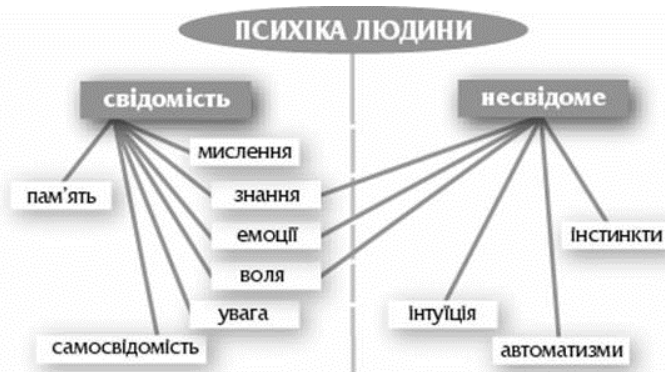 ПСИХІКА ЛЮДИНИ
свідомість
несвідоме
мислення
пам'ять
знання
емоції
інстинкти
воля
увага
інтуїція
самосвідомість
автоматизми